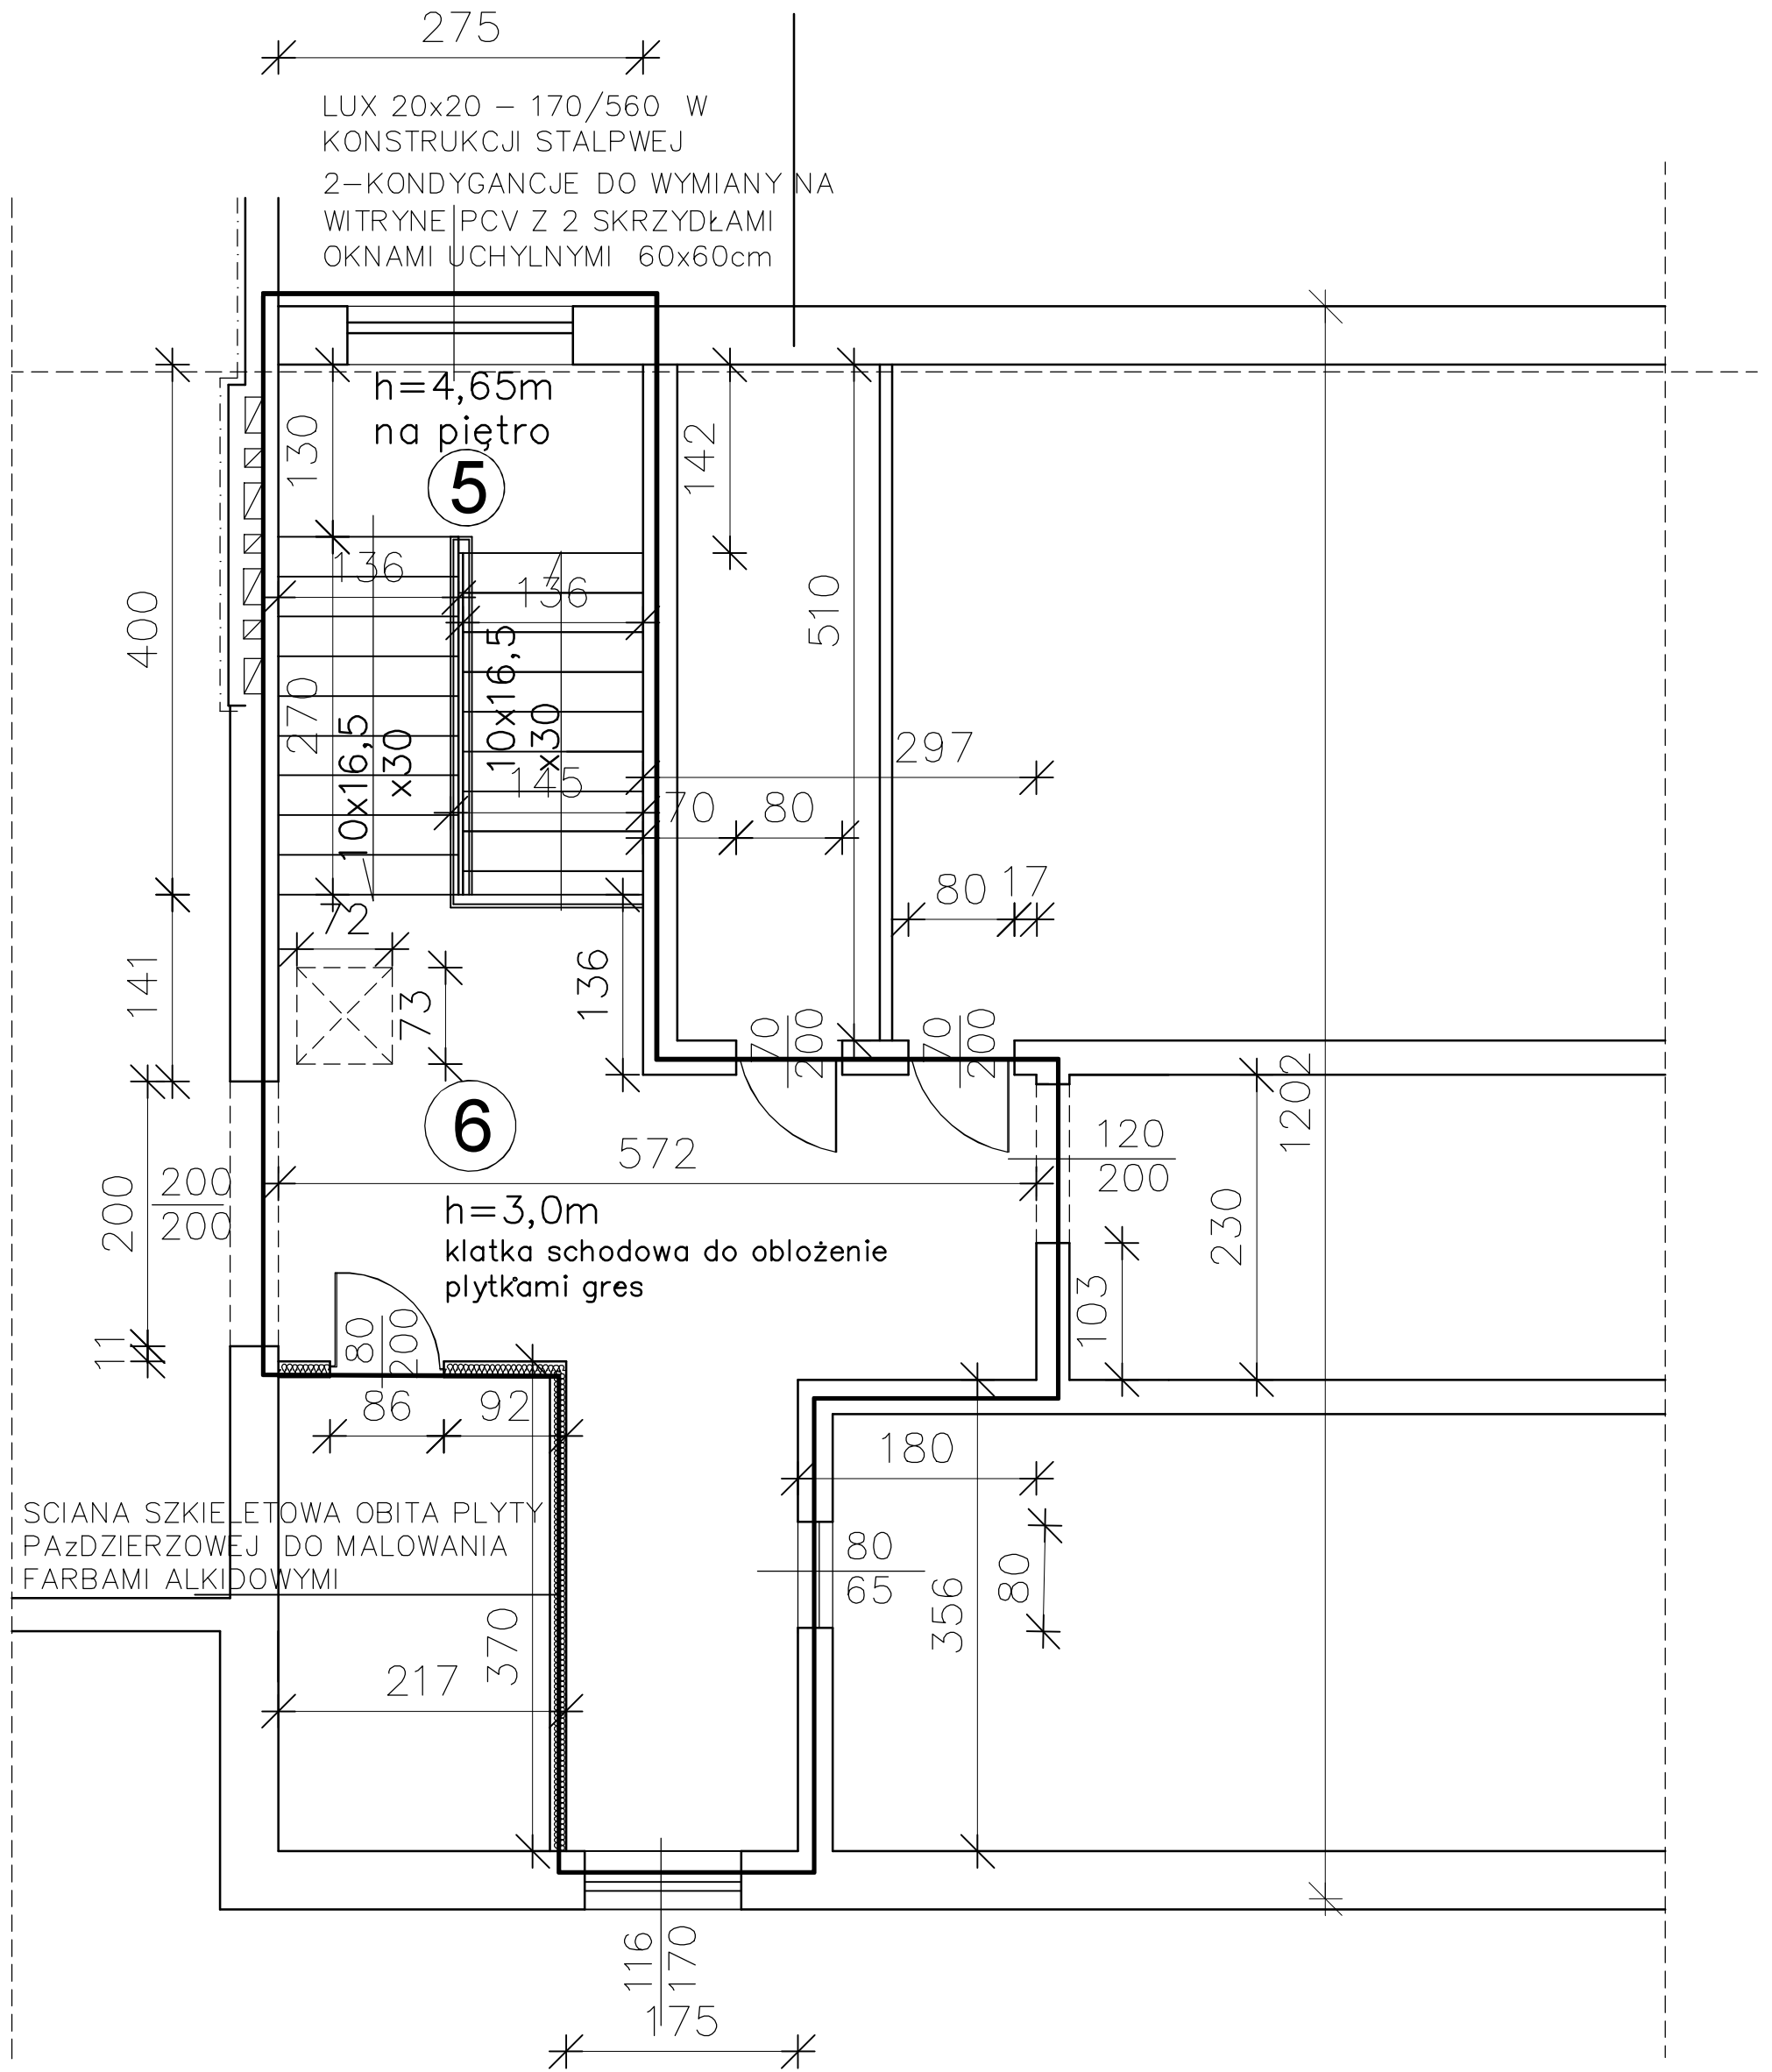 275
LUX 20x20 – 170/560 W
KONSTRUKCJI STALPWEJ
2–KONDYGANCJE DO WYMIANY NA
WITRYNE PCV Z 2 SKRZYDŁAMI
OKNAMI UCHYLNYMI 60x60cm
h=4,65m
na piętro
5
130
142
136
136
400
510
270
10x16,5
x30
10x16,5
x30
145
297
70
80
80
17
72
73
141
136
70
200
70
200
6
572
120
200
1202
230
200
200
200
h=3,0m
klatka schodowa do oblożenie
plytkami gres
103
11
80
200
86
92
180
SCIANA SZKIELETOWA OBITA PLYTY
PAzDZIERZOWEJ DO MALOWANIA
FARBAMI ALKIDOWYMI
80
65
80
356
370
217
116
170
175